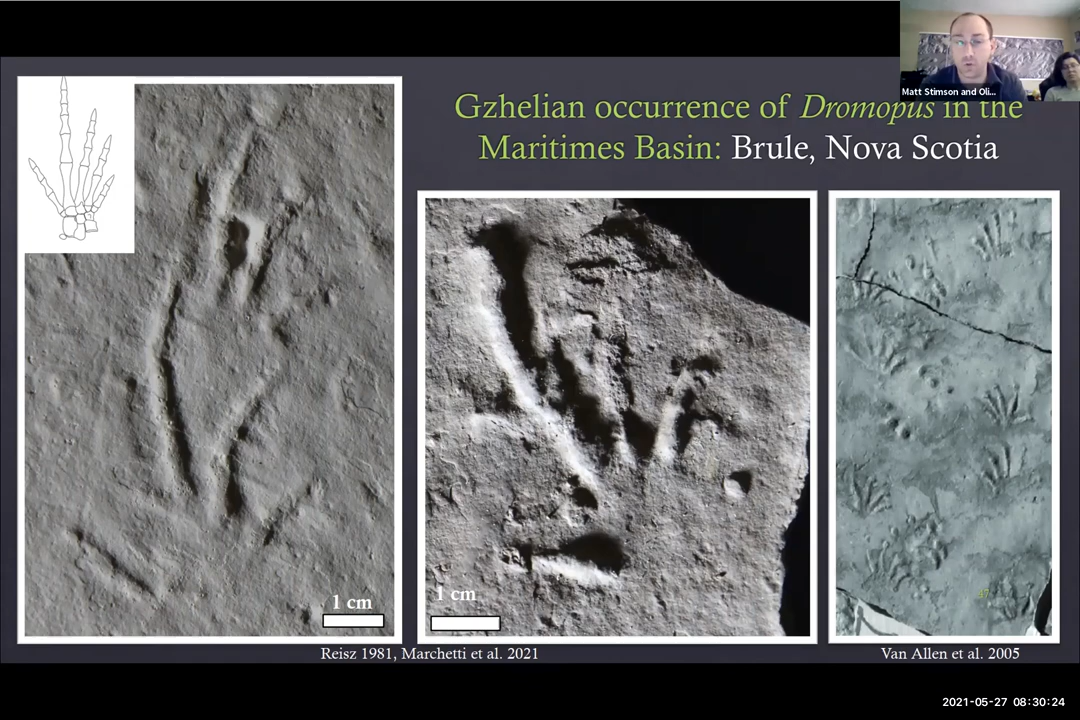 Matt Stimson and Oli...
Gzhelian occurrence of Dromopus in the
Maritimes Basin: Brule, Nova Scotia
1 cm
1 cm
Reisz 1981, Marchetti et al. 2021
Van Allen et al. 2005
2021-05-27 08:30:24